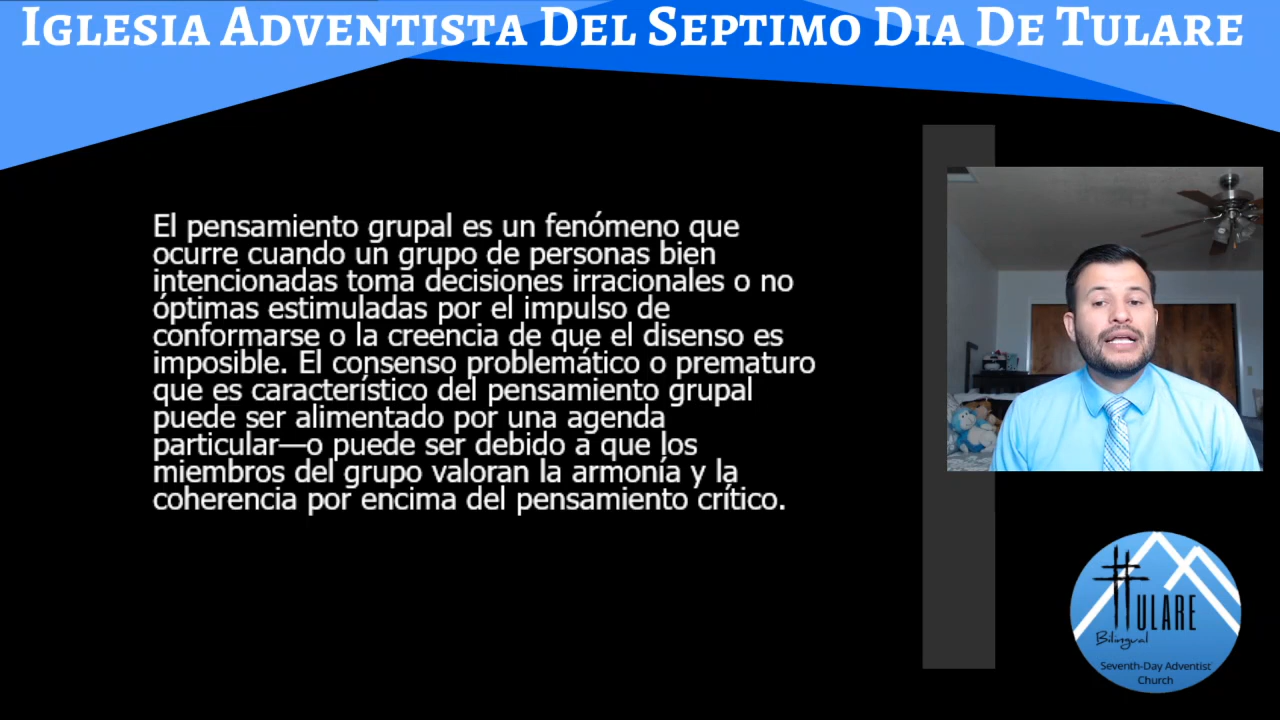 IGLESIA ADVENTISTA DEL SEPTIMO DIA DE TULARE
El pensamiento grupal es un fenómeno que
ocurre cuando un grupo de personas bien
intencionadas toma decisiones irracionales o no
óptimas estimuladas por el impulso de
conformarse o la creencia de que el disenso es
imposible. El consenso problemático o prematuro
que es característico del pensamiento grupal
puede ser alimentado por una agenda
particular—o puede ser debido a que los
miembros del grupo valoran la armonía y la
coherencia por encima del pensamiento crítico.
TULARE
Bilingual
Seventh-Day Adventist
Church